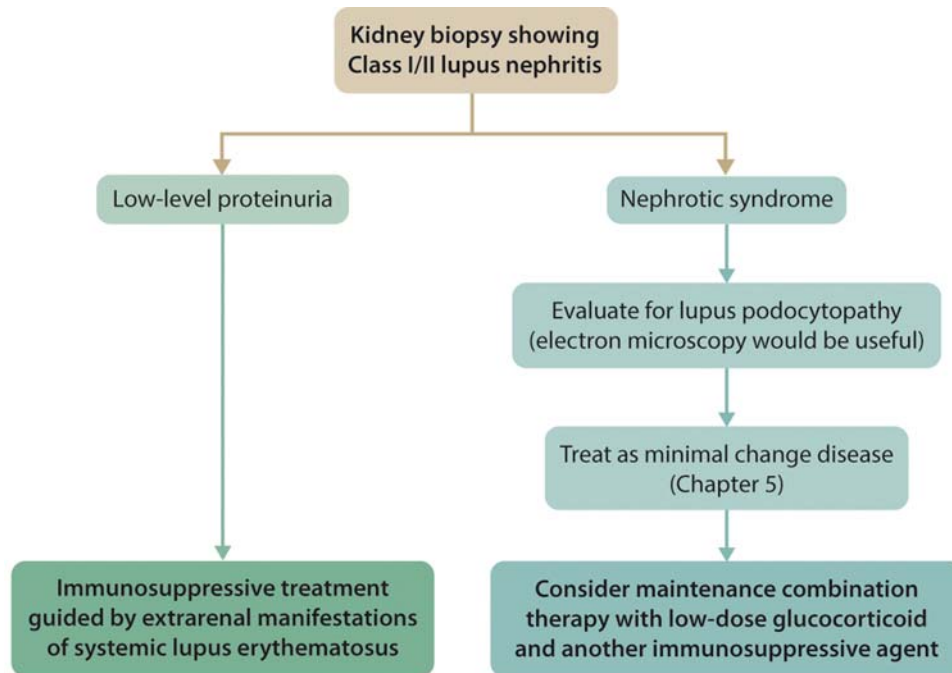 Kidney biopsy showing
Class I/II lupus nephritis
Low-level proteinuria
Nephrotic syndrome
Evaluate for lupus podocytopathy
(electron microscopy would be useful)
Treat as minimal change disease
(Chapter 5)
Immunosuppressive treatment
guided by extrarenal manifestations
of systemic lupus erythematosus
Consider maintenance combination
therapy with low-dose glucocorticoid
and another immunosuppressive agent